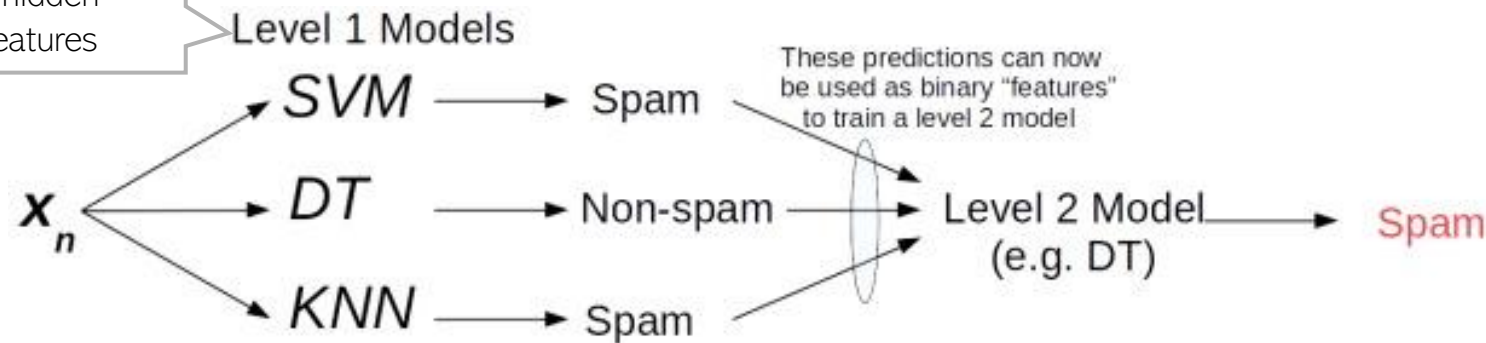 hidden
features
Level 1 Models
These predictions can now
be used as binary “features”
to train a level 2 model
SVM
Spam
x n
DT
Non-spam
Level 2 Model
(e.g. DT)
Spam
KNN
Spam